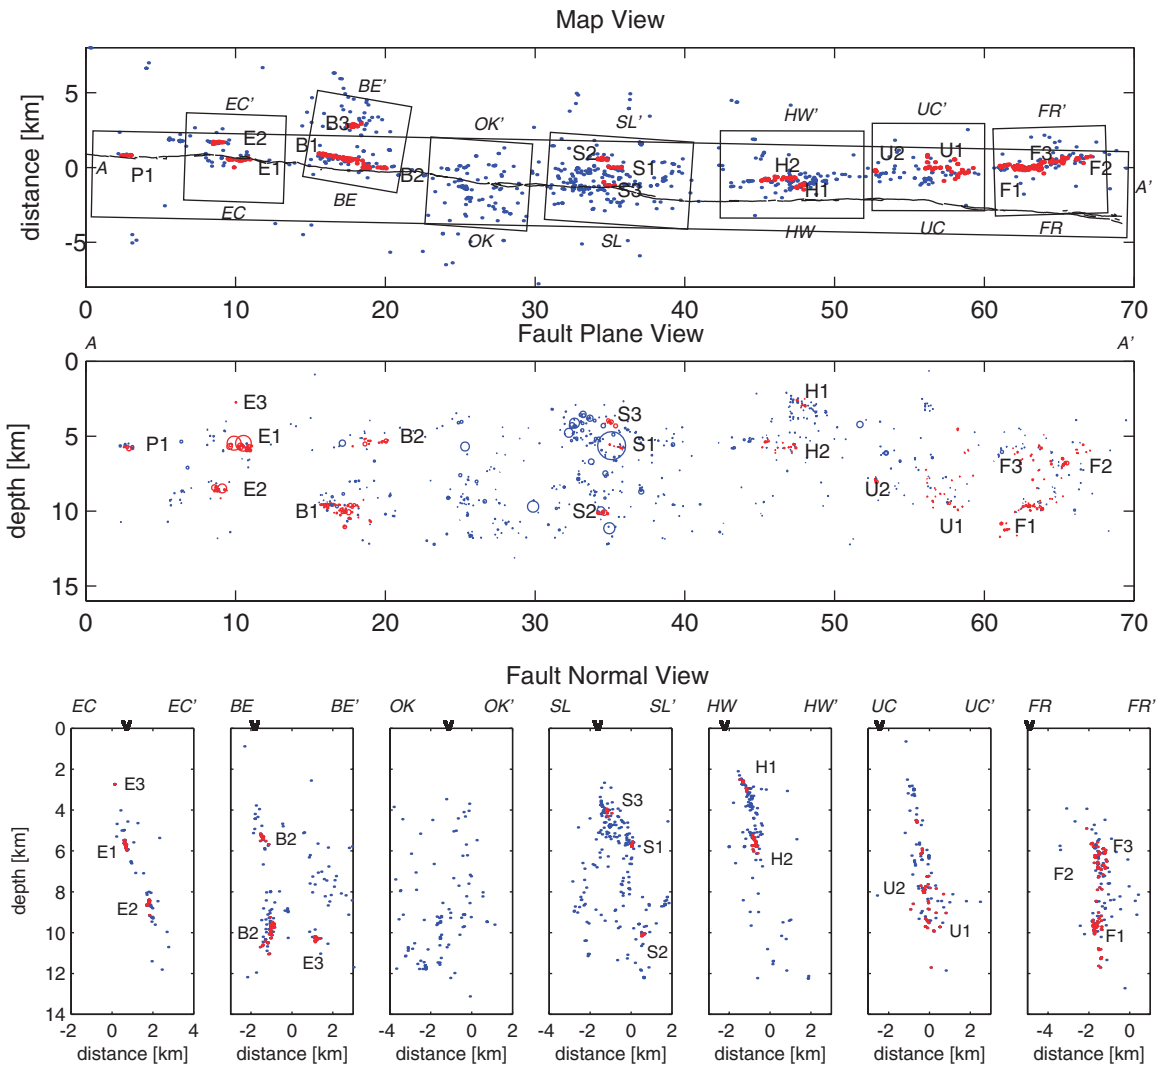 Map View
distance [km]
5
0
-5
EC'
BE'
OK'
SL'
HW'
UC'
FR'
A
P1
E2
E1
B3
B1
B2
S2
S1
S3
H2
H1
U2
U1
F3
F2
F1
A'
EC
BE
OK
SL
HW
UC
FR
0 10 20 30 40 50 60 70
Fault Plane View
A
A'
depth [km]
0
5
10
15
E3
P1
E1
E2
B2
B1
S3
S1
S2
H1
H2
U2
U1
F3
F2
F1
0 10 20 30 40 50 60 70
Fault Normal View
EC EC' BE BE' OK OK' SL SL' HW HW' UC UC' FR FR'
depth [km]
0
2
4
6
8
10
12
14
E3
E1
E2
B2
B2
E3
S3
S1
S2
H1
H2
U2
U1
F3
F2
F1
-2 0 2 4
-2 0 2
-4 -2 0 2
-4 -2 0 2
-2 0 2
-2 0 2
-4 -2 0
distance [km] distance [km] distance [km] distance [km] distance [km] distance [km] distance [km]